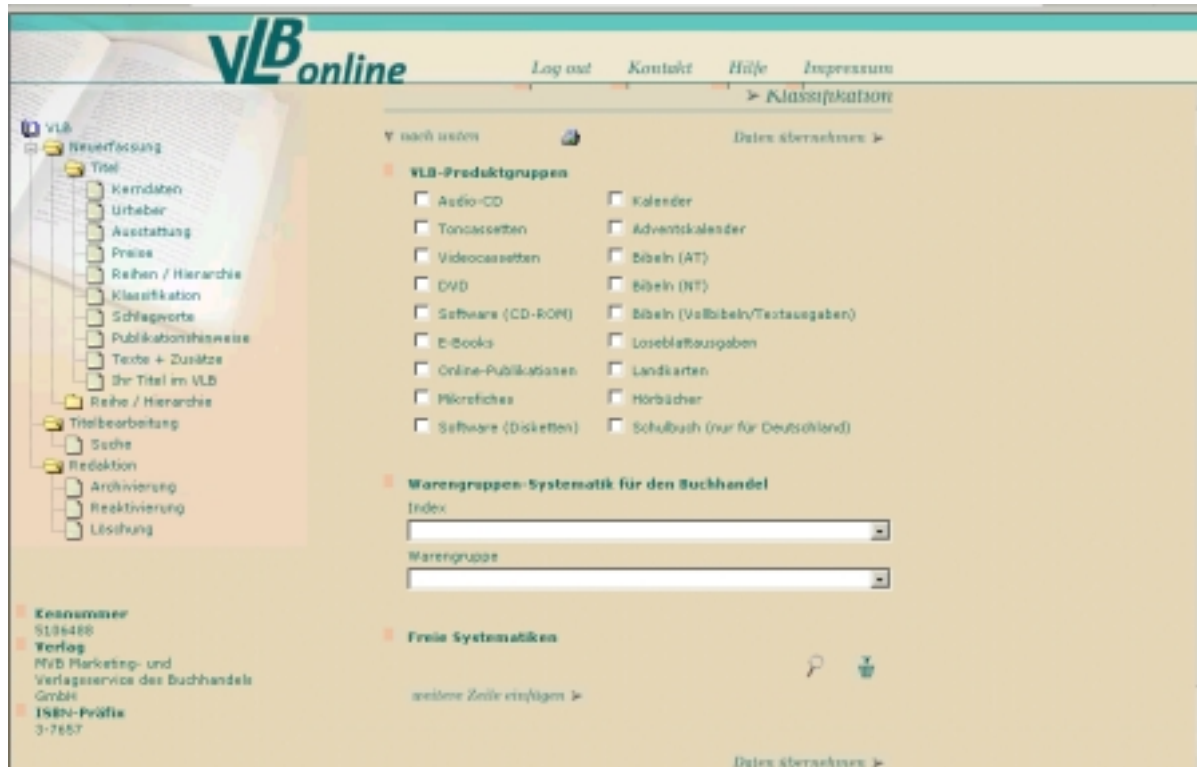 VLB online
Log out Kontakt Hilfe Impressum
➢ Klassifikation
VLB
Neuerfassung
Titel
Kerndaten
Urheber
Ausstattung
Preise
Reihen / Hierarchie
Klassifikation
Schlagworte
Publikationshinweise
Texte + Zusätze
Ihr Titel im VLB
Reihe / Hierarchie
Titelbearbeitung
Suche
Redaktion
Archivierung
Reaktivierung
Löschung
Kennnummer
5106488
Verlag
MVB Marketing- und
Verlagsservice des Buchhandels
GmbH
ISBN-Präfix
3-7657
nach unten Daten übernehmen ➢
VLB-Produktgruppen
Audio-CD Kalender
Toncassetten Adventskalender
Videocassetten Bibeln (AT)
DVD Bibeln (NT)
Software (CD-ROM) Bibeln (Vollbibeln/Textausgaben)
E-Books Loseblattausgaben
Online-Publikationen Landkarten
Mikrofiches Hörbücher
Software (Disketten) Schulbuch (nur für Deutschland)
Warengruppen-Systematik für den Buchhandel
Index
Warengruppe
Freie Systematiken
weitere Zeile einfügen ➢
Daten übernehmen ➢